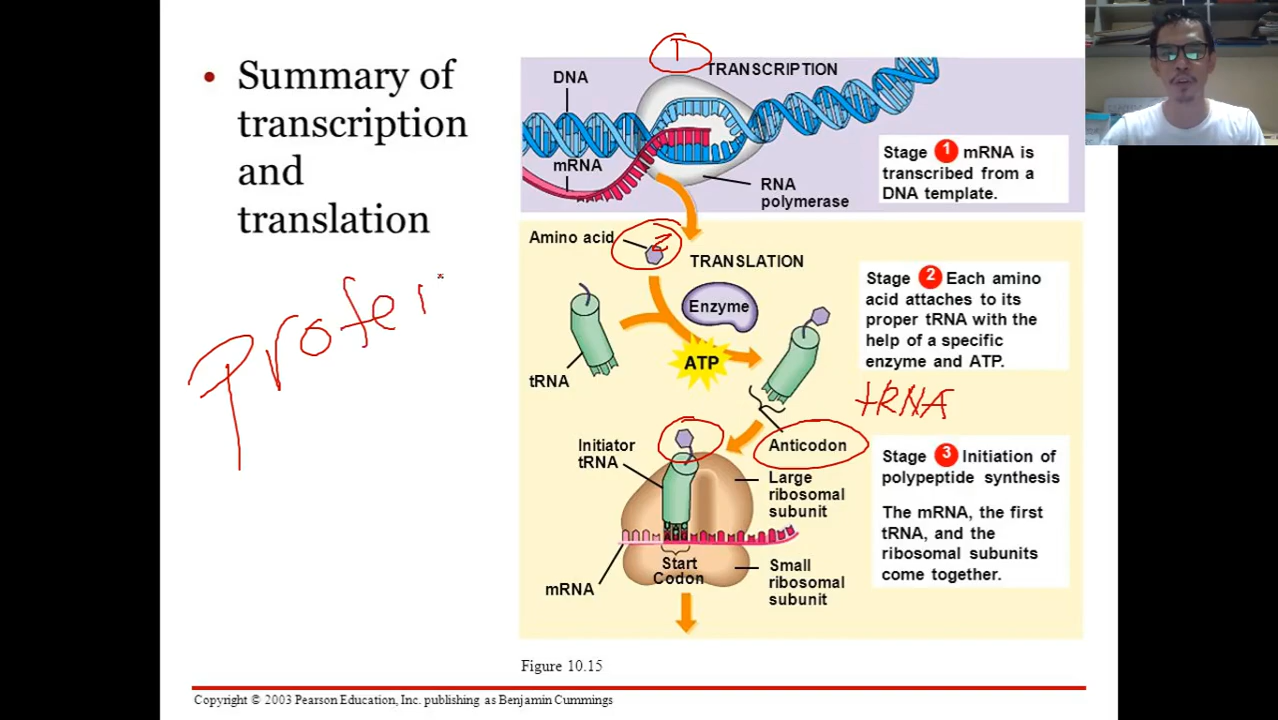 • Summary of
transcription
and
translation
Protei
1
TRANSCRIPTION
DNA
mRNA
RNA
polymerase
Stage 1 mRNA is
transcribed from a
DNA template.
Amino acid
2
TRANSLATION
Enzyme
ATP
tRNA
Stage 2 Each amino
acid attaches to its
proper tRNA with the
help of a specific
enzyme and ATP.
tRNA
Anticodon
Initiator
tRNA
Large
ribosomal
subunit
Start
Codon
mRNA
Small
ribosomal
subunit
Stage 3 Initiation of
polypeptide synthesis
The mRNA, the first
tRNA, and the
ribosomal subunits
come together.
Figure 10.15
Copyright © 2003 Pearson Education, Inc. publishing as Benjamin Cummings